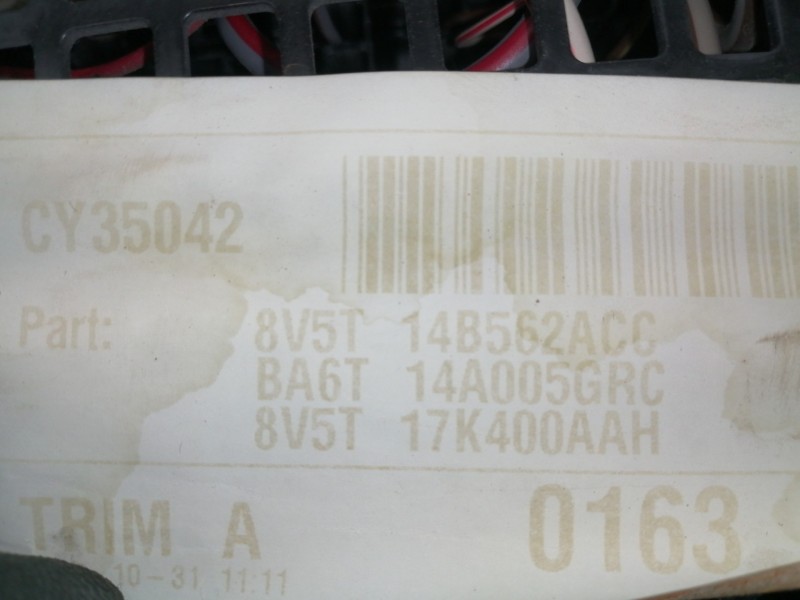 CY35042
Part: 8V5T 14B562ACC
BA6T 14A005GRC
8V5T 17K400AAH
TRIM A 0163
10-31 11:11